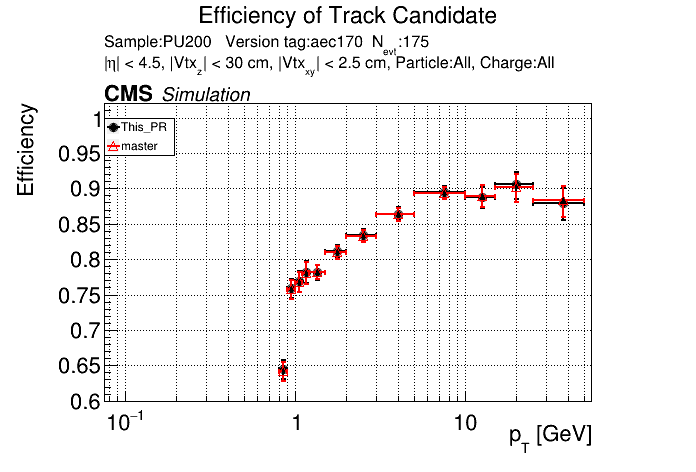 Efficiency of Track Candidate
Sample:PU200 Version tag:aec170 N_evt:175
|η| < 4.5, |Vtx_z| < 30 cm, |Vtx_xy| < 2.5 cm, Particle:All, Charge:All
CMS Simulation
Efficiency
1
This_PR
master
0.95
0.9
0.85
0.8
0.75
0.7
0.65
0.6
10⁻¹ 1 10
p_T [GeV]